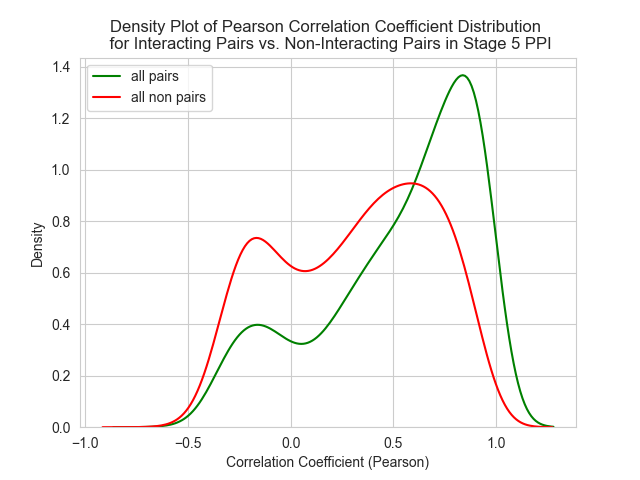 Density Plot of Pearson Correlation Coefficient Distribution
for Interacting Pairs vs. Non-Interacting Pairs in Stage 5 PPI
all pairs
all non pairs
1.4
1.2
1.0
0.8
0.6
0.4
0.2
0.0
Density
−1.0 −0.5 0.0 0.5 1.0
Correlation Coefficient (Pearson)